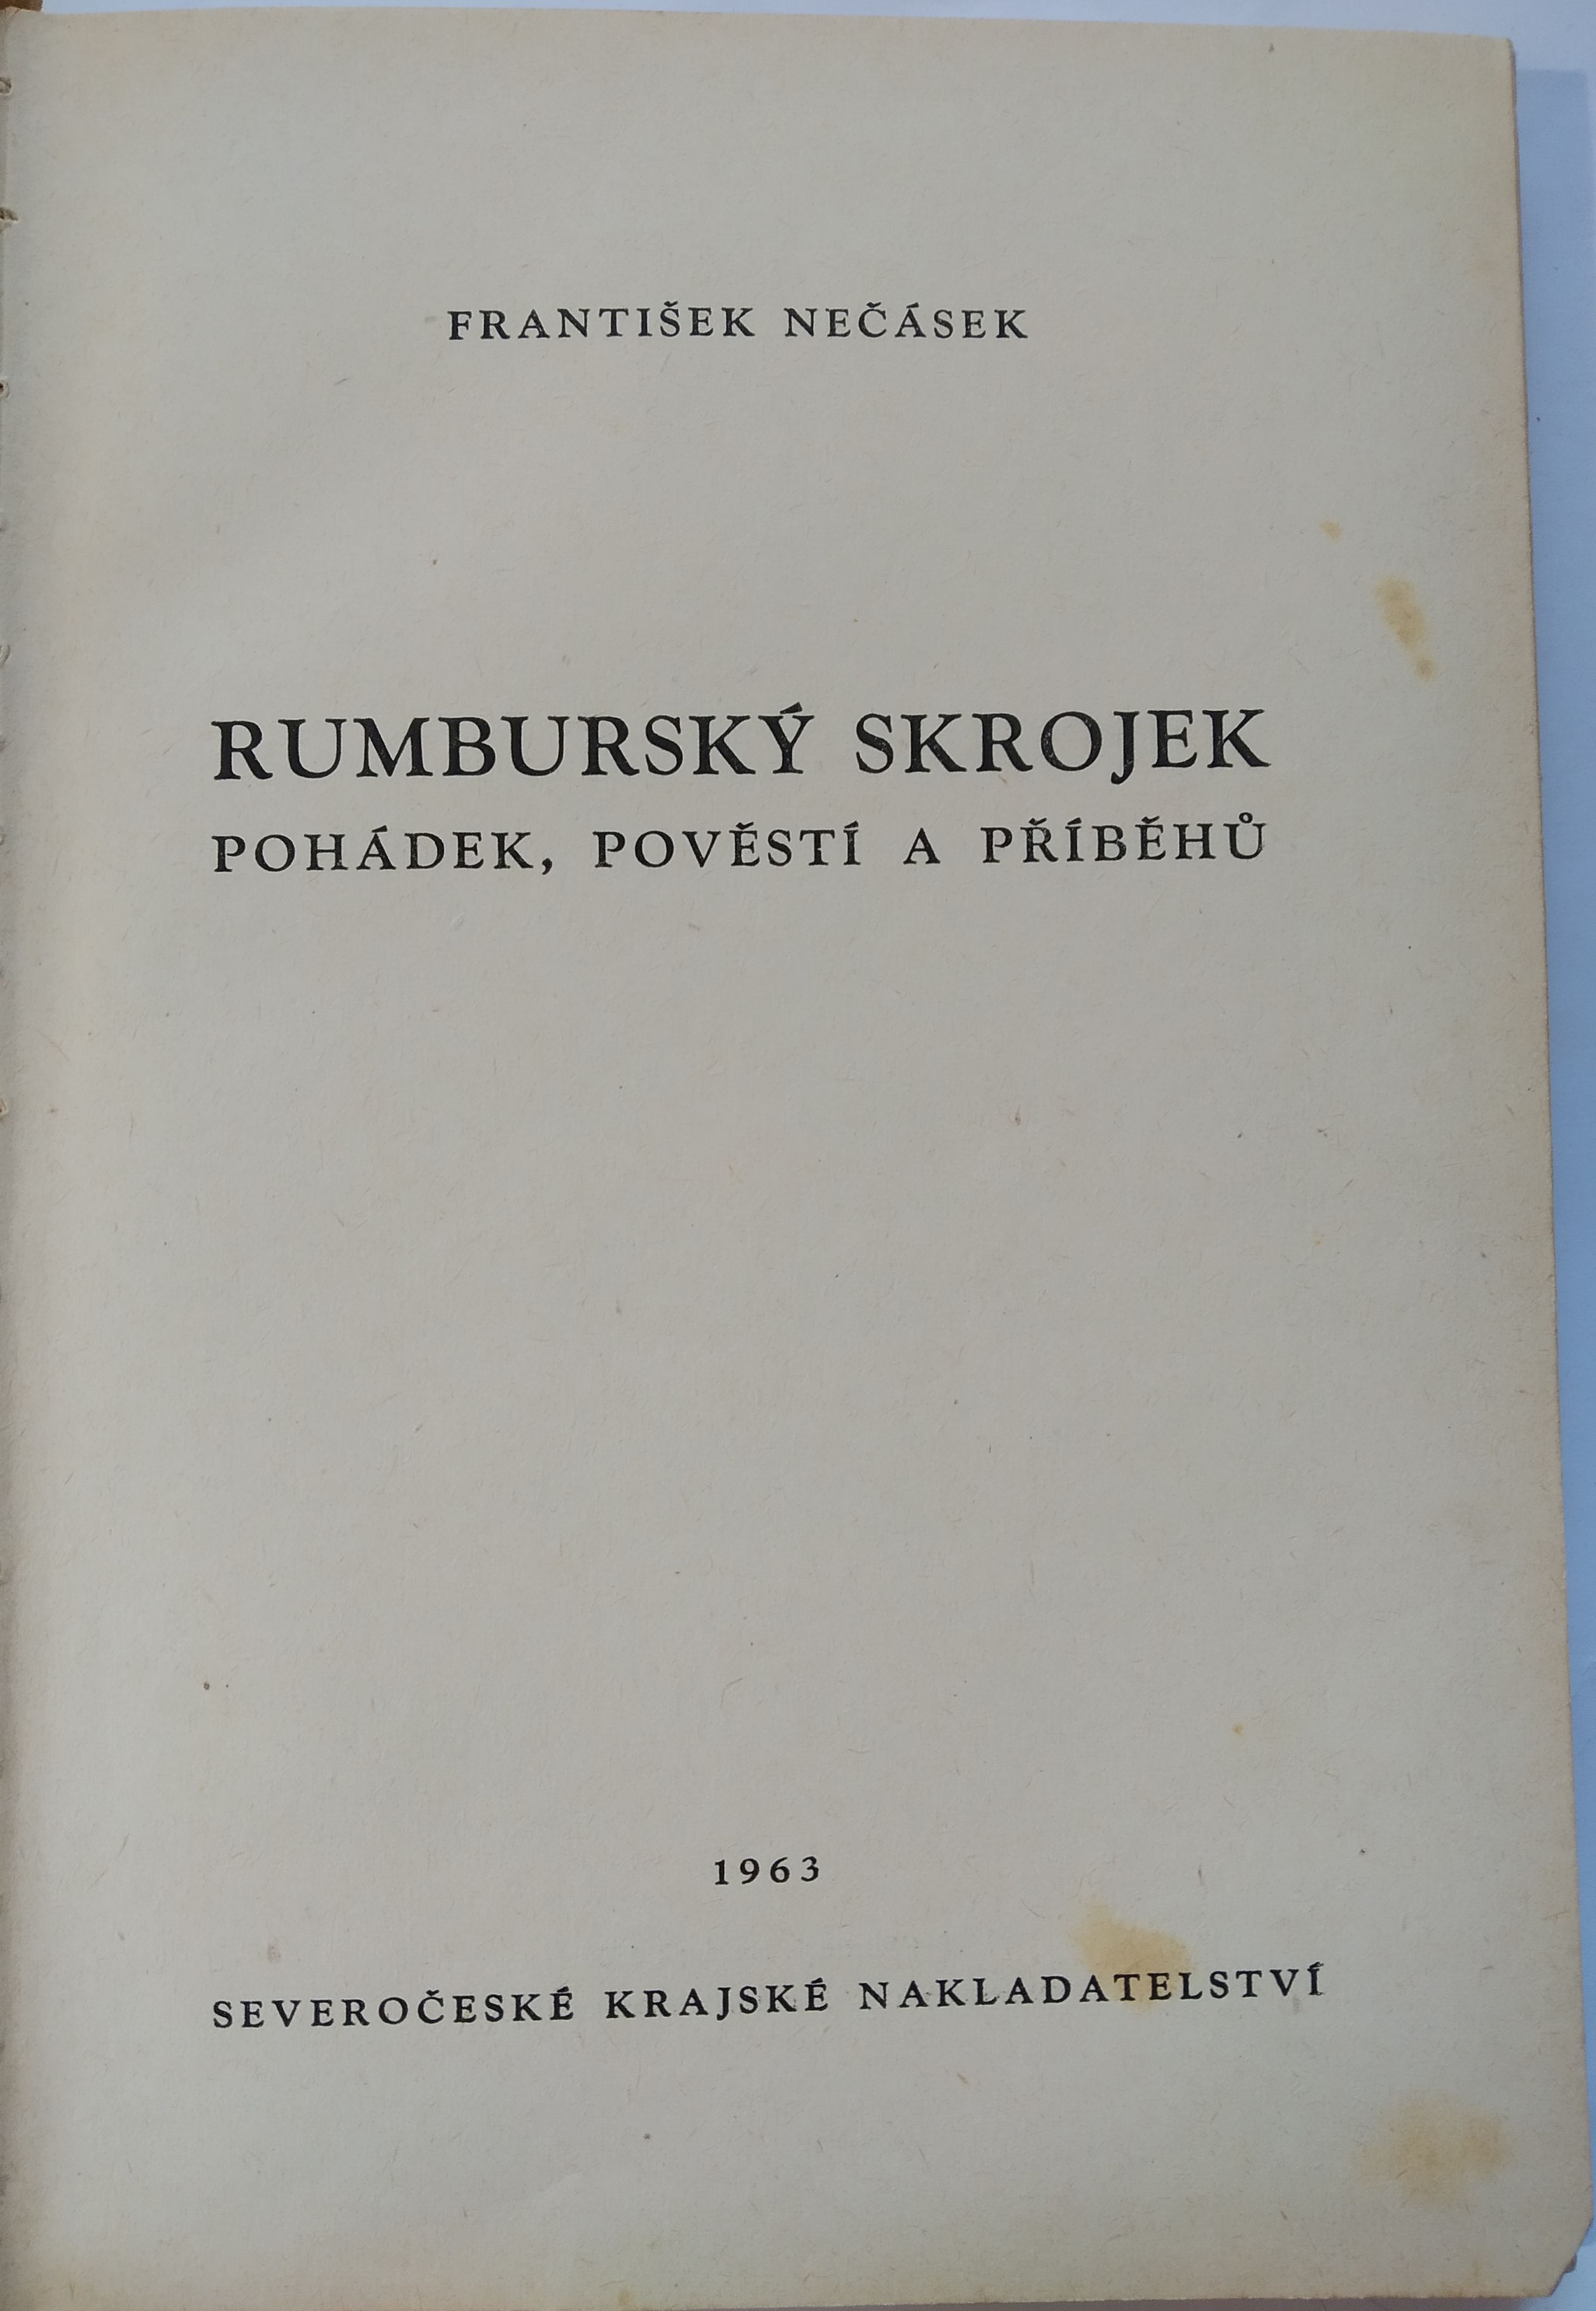 FRANTIŠEK NEČÁSEK
RUMBURSKÝ SKROJEK
POHÁDEK, POVĚSTÍ A PŘÍBĚHŮ
1963
SEVEROČESKÉ KRAJSKÉ NAKLADATELSTVÍ